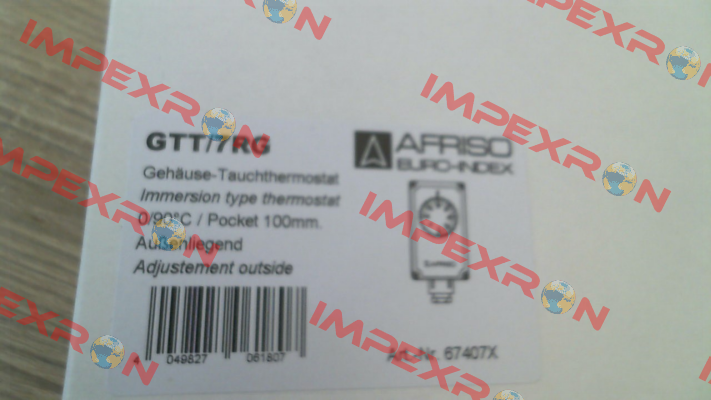 GTT/7RG
AFRISO
EURO-INDEX
Gehäuse-Tauchthermostat
Immersion type thermostat
0/90°C / Pocket 100mm.
Außenliegend
Adjustement outside
4 049827 061807
Art.-Nr. 67407X
IMPEXRON
IMPEXRON
IMPEXRON
IMPEXRON
IMPEXRON
IMPEXRON
IMPEXRON